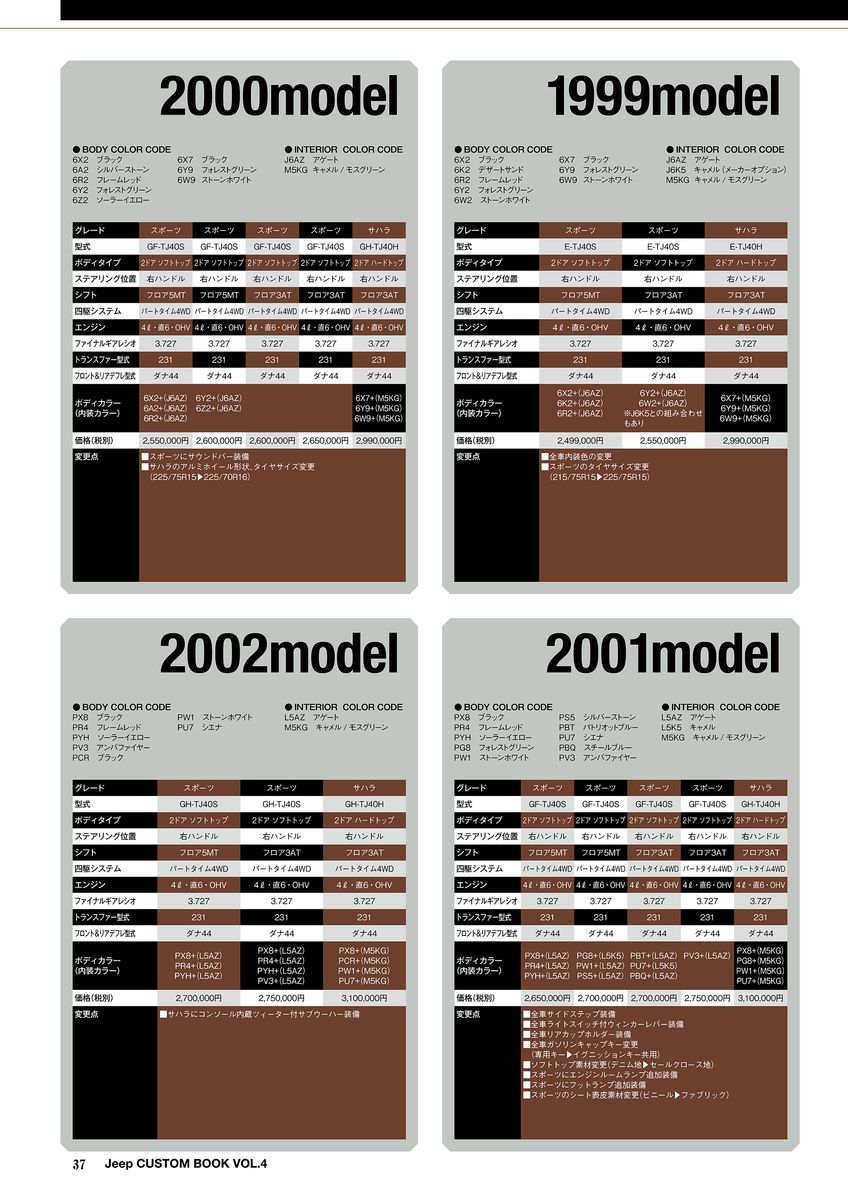 2000model
● BODY COLOR CODE
6X2 ブラック
6A2 シルバーストーン
6R2 フレームレッド
6Y2 フォレストグリーン
6Z2 ソーラーイエロー
6X7 ブラック
6Y9 フォレストグリーン
6W9 ストーンホワイト
● INTERIOR COLOR CODE
J6AZ アゲート
M5KG キャメル / モスグリーン
グレード スポーツ スポーツ スポーツ スポーツ サハラ
型式 GF-TJ40S GF-TJ40S GF-TJ40S GF-TJ40S GH-TJ40H
ボディタイプ 2ドア ソフトトップ 2ドア ソフトトップ 2ドア ソフトトップ 2ドア ソフトトップ 2ドア ハードトップ
ステアリング位置 右ハンドル 右ハンドル 右ハンドル 右ハンドル 右ハンドル
シフト フロア5MT フロア5MT フロア3AT フロア3AT フロア3AT
四駆システム パートタイム4WD パートタイム4WD パートタイム4WD パートタイム4WD パートタイム4WD
エンジン 4ℓ・直6・OHV 4ℓ・直6・OHV 4ℓ・直6・OHV 4ℓ・直6・OHV 4ℓ・直6・OHV
ファイナルギアレシオ 3.727 3.727 3.727 3.727 3.727
トランスファー型式 231 231 231 231 231
フロント&リアデフレ型式 ダナ44 ダナ44 ダナ44 ダナ44 ダナ44
ボディカラー
(内装カラー)
6X2+(J6AZ) 6Y2+(J6AZ) 6X7+(M5KG)
6A2+(J6AZ) 6Z2+(J6AZ) 6Y9+(M5KG)
6R2+(J6AZ) 6W9+(M5KG)
価格(税別) 2,550,000円 2,600,000円 2,600,000円 2,650,000円 2,990,000円
変更点 ■スポーツにサウンドバー装備
■サハラのアルミホイール形状、タイヤサイズ変更
(225/75R15▶225/70R16)
1999model
● BODY COLOR CODE
6X2 ブラック
6K2 デザートサンド
6R2 フレームレッド
6Y2 フォレストグリーン
6W2 ストーンホワイト
6X7 ブラック
6Y9 フォレストグリーン
6W9 ストーンホワイト
● INTERIOR COLOR CODE
J6AZ アゲート
J6K5 キャメル (メーカーオプション)
M5KG キャメル / モスグリーン
グレード スポーツ スポーツ サハラ
型式 E-TJ40S E-TJ40S E-TJ40H
ボディタイプ 2ドア ソフトトップ 2ドア ソフトトップ 2ドア ハードトップ
ステアリング位置 右ハンドル 右ハンドル 右ハンドル
シフト フロア5MT フロア3AT フロア3AT
四駆システム パートタイム4WD パートタイム4WD パートタイム4WD
エンジン 4ℓ・直6・OHV 4ℓ・直6・OHV 4ℓ・直6・OHV
ファイナルギアレシオ 3.727 3.727 3.727
トランスファー型式 231 231 231
フロント&リアデフレ型式 ダナ44 ダナ44 ダナ44
ボディカラー
(内装カラー)
6X2+(J6AZ)
6K2+(J6AZ)
6R2+(J6AZ)
6Y2+(J6AZ)
6W2+(J6AZ)
※J6K5との組み合わせ
もあり
6X7+(M5KG)
6Y9+(M5KG)
6W9+(M5KG)
価格(税別) 2,499,000円 2,550,000円 2,990,000円
変更点 ■全車内装色の変更
■スポーツのタイヤサイズ変更
(215/75R15▶225/75R15)
2002model
● BODY COLOR CODE
PX8 ブラック
PR4 フレームレッド
PYH ソーラーイエロー
PV3 アンバファイヤー
PCR ブラック
PW1 ストーンホワイト
PU7 シエナ
● INTERIOR COLOR CODE
L5AZ アゲート
M5KG キャメル / モスグリーン
グレード スポーツ スポーツ サハラ
型式 GH-TJ40S GH-TJ40S GH-TJ40H
ボディタイプ 2ドア ソフトトップ 2ドア ソフトトップ 2ドア ハードトップ
ステアリング位置 右ハンドル 右ハンドル 右ハンドル
シフト フロア5MT フロア3AT フロア3AT
四駆システム パートタイム4WD パートタイム4WD パートタイム4WD
エンジン 4ℓ・直6・OHV 4ℓ・直6・OHV 4ℓ・直6・OHV
ファイナルギアレシオ 3.727 3.727 3.727
トランスファー型式 231 231 231
フロント&リアデフレ型式 ダナ44 ダナ44 ダナ44
ボディカラー
(内装カラー)
PX8+(L5AZ)
PR4+(L5AZ)
PYH+(L5AZ)
PX8+(L5AZ)
PR4+(L5AZ)
PYH+(L5AZ)
PV3+(L5AZ)
PX8+(M5KG)
PCR+(M5KG)
PW1+(M5KG)
PU7+(M5KG)
価格(税別) 2,700,000円 2,750,000円 3,100,000円
変更点 ■サハラにコンソール内蔵ツィーター付サブウーハー装備
2001model
● BODY COLOR CODE
PX8 ブラック
PR4 フレームレッド
PYH ソーラーイエロー
PG8 フォレストグリーン
PW1 ストーンホワイト
PS5 シルバーストーン
PBT パトリオットブルー
PU7 シエナ
PBQ スチールブルー
PV3 アンバファイヤー
● INTERIOR COLOR CODE
L5AZ アゲート
L5K5 キャメル
M5KG キャメル / モスグリーン
グレード スポーツ スポーツ スポーツ スポーツ サハラ
型式 GF-TJ40S GF-TJ40S GF-TJ40S GF-TJ40S GH-TJ40H
ボディタイプ 2ドア ソフトトップ 2ドア ソフトトップ 2ドア ソフトトップ 2ドア ソフトトップ 2ドア ハードトップ
ステアリング位置 右ハンドル 右ハンドル 右ハンドル 右ハンドル 右ハンドル
シフト フロア5MT フロア5MT フロア3AT フロア3AT フロア3AT
四駆システム パートタイム4WD パートタイム4WD パートタイム4WD パートタイム4WD パートタイム4WD
エンジン 4ℓ・直6・OHV 4ℓ・直6・OHV 4ℓ・直6・OHV 4ℓ・直6・OHV 4ℓ・直6・OHV
ファイナルギアレシオ 3.727 3.727 3.727 3.727 3.727
トランスファー型式 231 231 231 231 231
フロント&リアデフレ型式 ダナ44 ダナ44 ダナ44 ダナ44 ダナ44
ボディカラー
(内装カラー)
PX8+(L5AZ) PG8+(L5K5) PBT+(L5AZ) PV3+(L5AZ)
PR4+(L5AZ) PW1+(L5AZ) PU7+(L5K5)
PYH+(L5AZ) PS5+(L5AZ) PBQ+(L5AZ)
PX8+(M5KG)
PG8+(M5KG)
PW1+(M5KG)
PU7+(M5KG)
価格(税別) 2,650,000円 2,700,000円 2,700,000円 2,750,000円 3,100,000円
変更点 ■全車サイドステップ装備
■全車ライトスイッチ付ウィンカーレバー装備
■全車リアカップホルダー装備
■全車ガソリンキャップキー変更
(専用キー▶イグニッションキー共用)
■ソフトトップ素材変更(デニム地▶セールクロース地)
■スポーツにエンジンルームランプ追加装備
■スポーツにフットランプ追加装備
■スポーツのシート表皮素材変更(ビニール▶ファブリック)
37 Jeep CUSTOM BOOK VOL.4